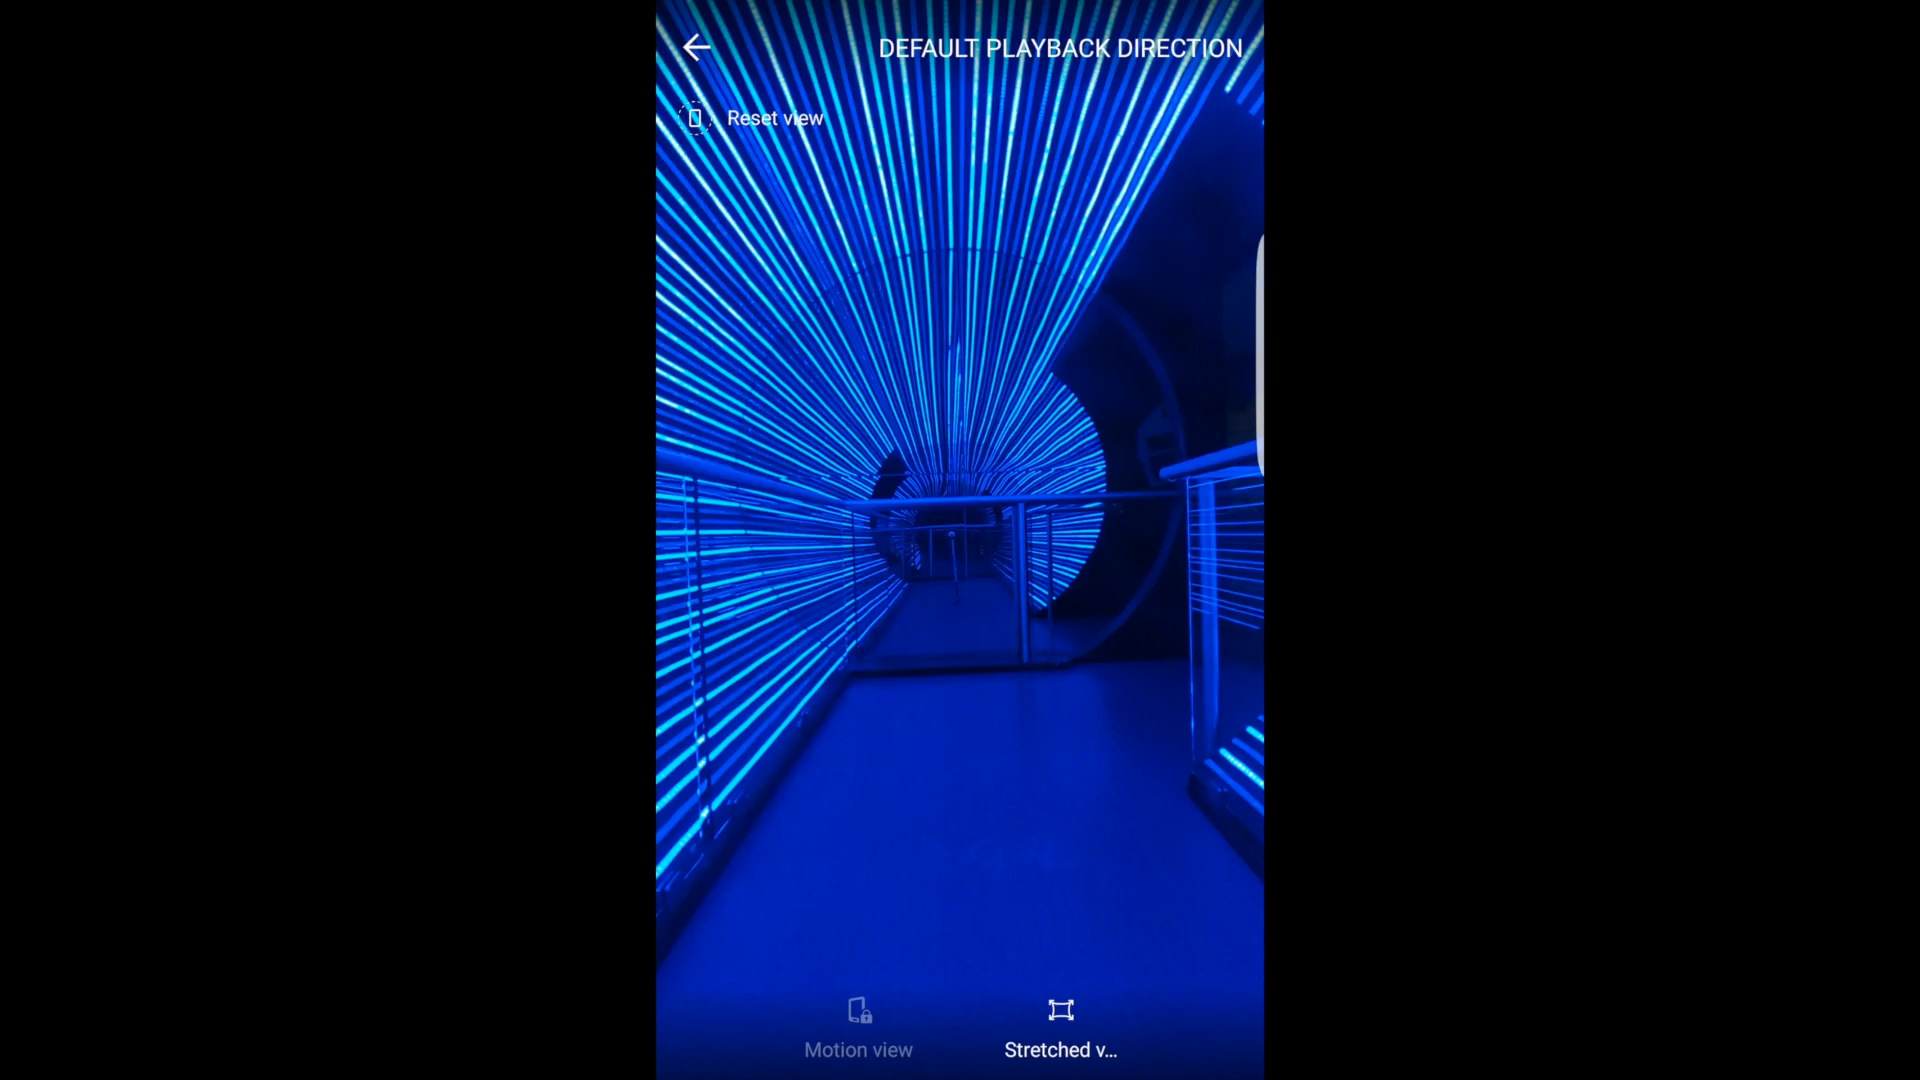 DEFAULT PLAYBACK DIRECTION
Reset view
Motion view
Stretched v...